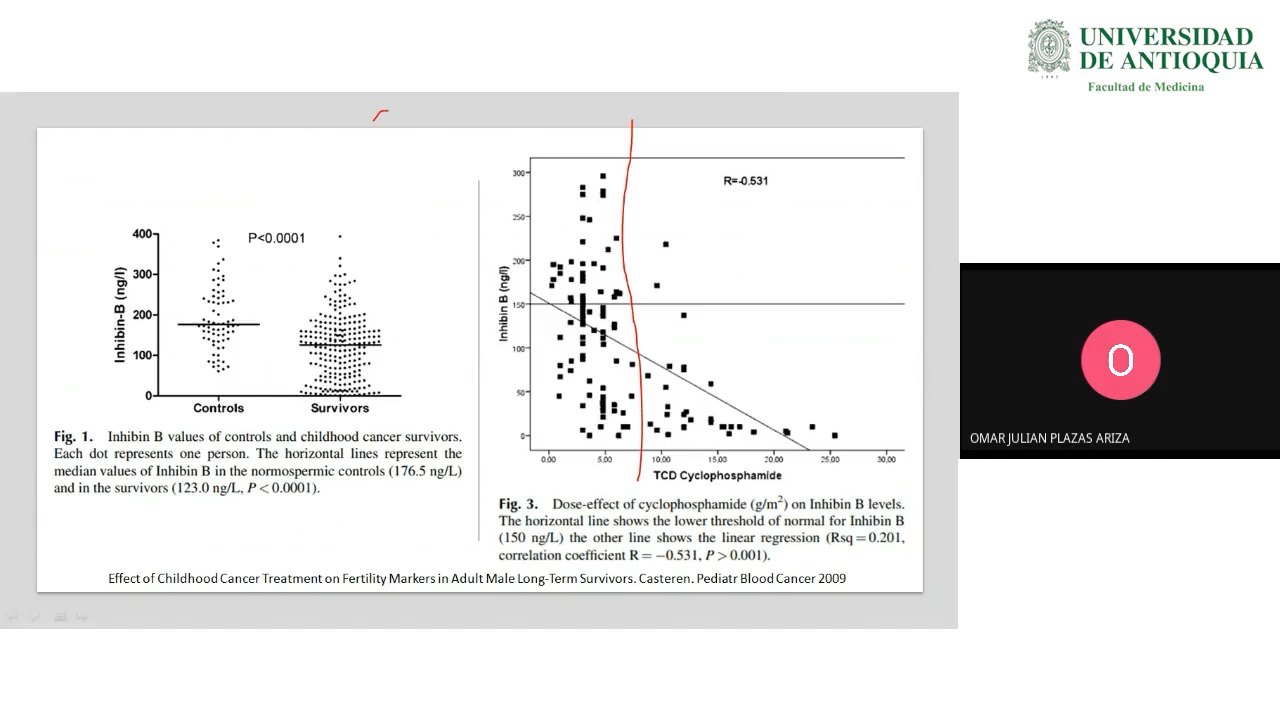 UNIVERSIDAD
DE ANTIOQUIA
1803
Facultad de Medicina
P<0.0001
Inhibin-B (ng/l)
400
300
200
100
0
Controls
Survivors
Fig. 1. Inhibin B values of controls and childhood cancer survivors.
Each dot represents one person. The horizontal lines represent the
median values of Inhibin B in the normospermic controls (176.5 ng/L)
and in the survivors (123.0 ng/L, P < 0.0001).
R=-0.531
Inhibin B (ng/l)
300
250
200
150
100
50
0
0.00 5.00 10.00 15.00 20.00 25.00 30.00
TCD Cyclophosphamide
Fig. 3. Dose-effect of cyclophosphamide (g/m²) on Inhibin B levels.
The horizontal line shows the lower threshold of normal for Inhibin B
(150 ng/L) the other line shows the linear regression (Rsq = 0.201,
correlation coefficient R = −0.531, P > 0.001).
Effect of Childhood Cancer Treatment on Fertility Markers in Adult Male Long-Term Survivors. Casteren. Pediatr Blood Cancer 2009
O
OMAR JULIAN PLAZAS ARIZA